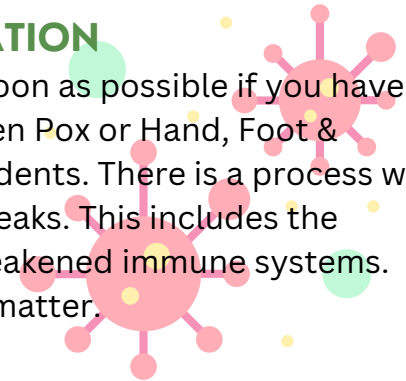 ATION
oon as possible if you have
en Pox or Hand, Foot &
dents. There is a process w
eaks. This includes the
eakened immune systems.
matter.